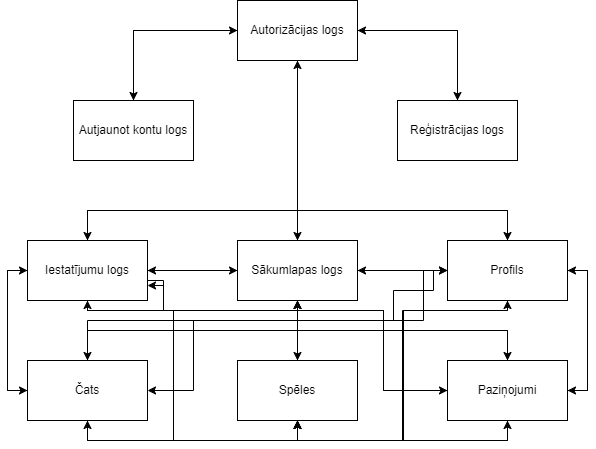 Autorizācijas logs
Autjaunot kontu logs
Reģistrācijas logs
Iestatījumu logs
Sākumlapas logs
Profils
Čats
Spēles
Paziņojumi